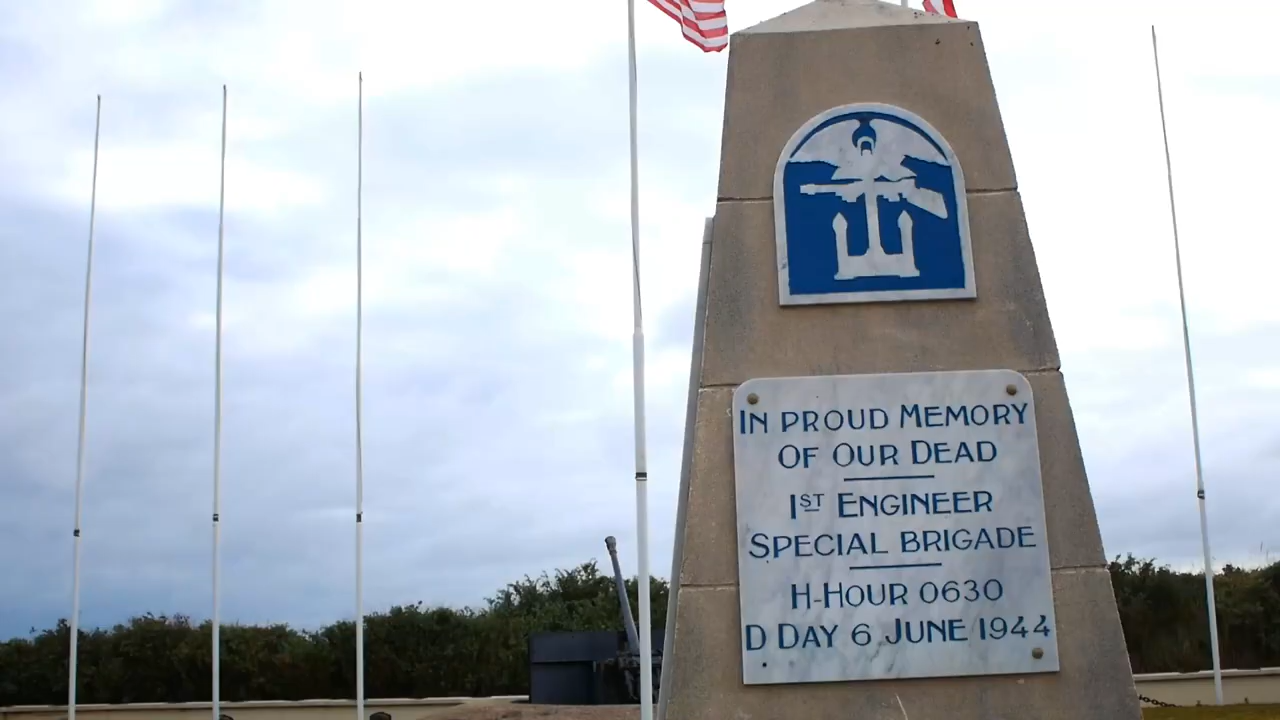 In proud Memory
of Our Dead
1st Engineer
Special Brigade
H-Hour 0630
D Day 6 June 1944